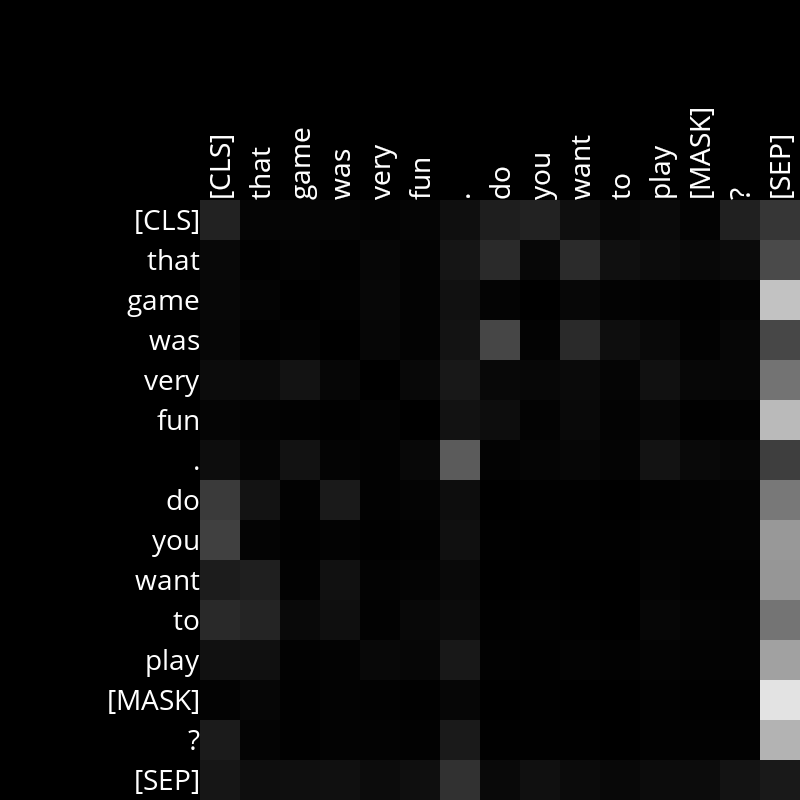 [CLS] that game was very fun . do you want to play [MASK] ? [SEP]
[CLS]
that
game
was
very
fun
.
do
you
want
to
play
[MASK]
?
[SEP]